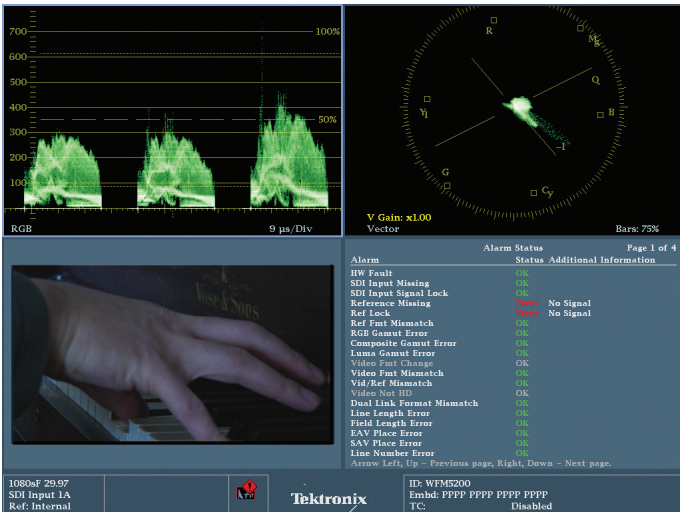 700
600
500
400
300
200
100
100%
50%
RGB
9 µs/Div
R
Mg
Q
B
Yl
-I
G
Cy
V Gain: x1.00
Vector
Bars: 75%
Vose & Sons
Alarm Status
Page 1 of 4
Alarm
Status
Additional Information
HW Fault OK
SDI Input Missing OK
SDI Input Signal Lock OK
Reference Missing No Signal
Ref Lock No Signal
Ref Fmt Mismatch OK
RGB Gamut Error OK
Composite Gamut Error OK
Luma Gamut Error OK
Video Fmt Change OK
Video Fmt Mismatch OK
Vid/Ref Mismatch OK
Video Not HD OK
Dual Link Format Mismatch OK
Line Length Error OK
Field Length Error OK
EAV Place Error OK
SAV Place Error OK
Line Number Error OK
Arrow Left, Up – Previous page, Right, Down – Next page.
1080sF 29.97
SDI Input 1A
Ref: Internal
Tektronix
ID: WFM5200
Embd: PPPP PPPP PPPP PPPP
TC: Disabled